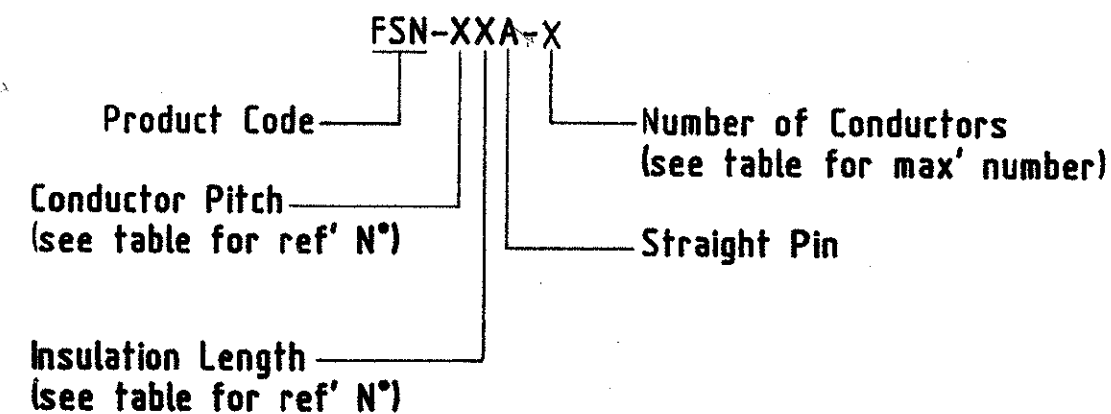 FSN-XXA-X
Product Code
Number of Conductors
(see table for max' number)
Conductor Pitch
(see table for ref' N°)
Straight Pin
Insulation Length
(see table for ref' N°)